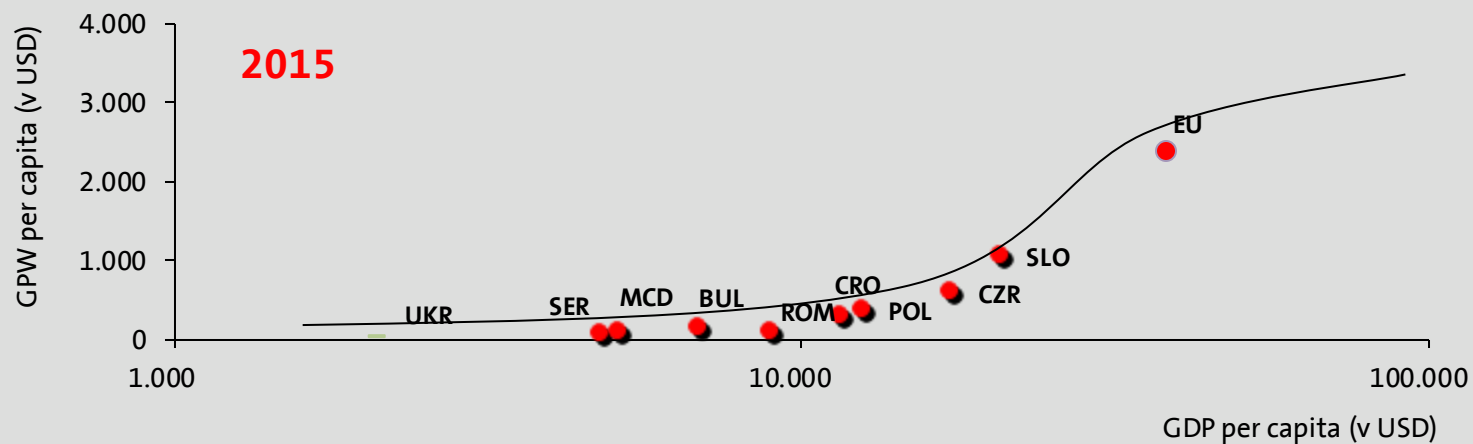 4.000
3.000
2.000
1.000
0
GPW per capita (v USD)
2015
EU
SLO
CZR
CRO
POL
ROM
BUL
MCD
SER
UKR
1.000
10.000
100.000
GDP per capita (v USD)